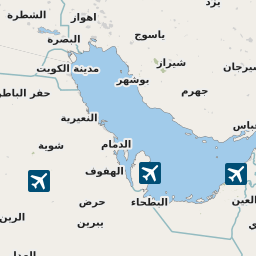 يزد
اهواز
الشطرة
ياسوج
البصرة
شيراز
سيرجان
مدينة الكويت
بوشهر
حفر الباطن
جهرم
النعيرية
عباس
شوية
الدمام
الهفوف
حرض
البطحاء
العين
الرين
يبرين